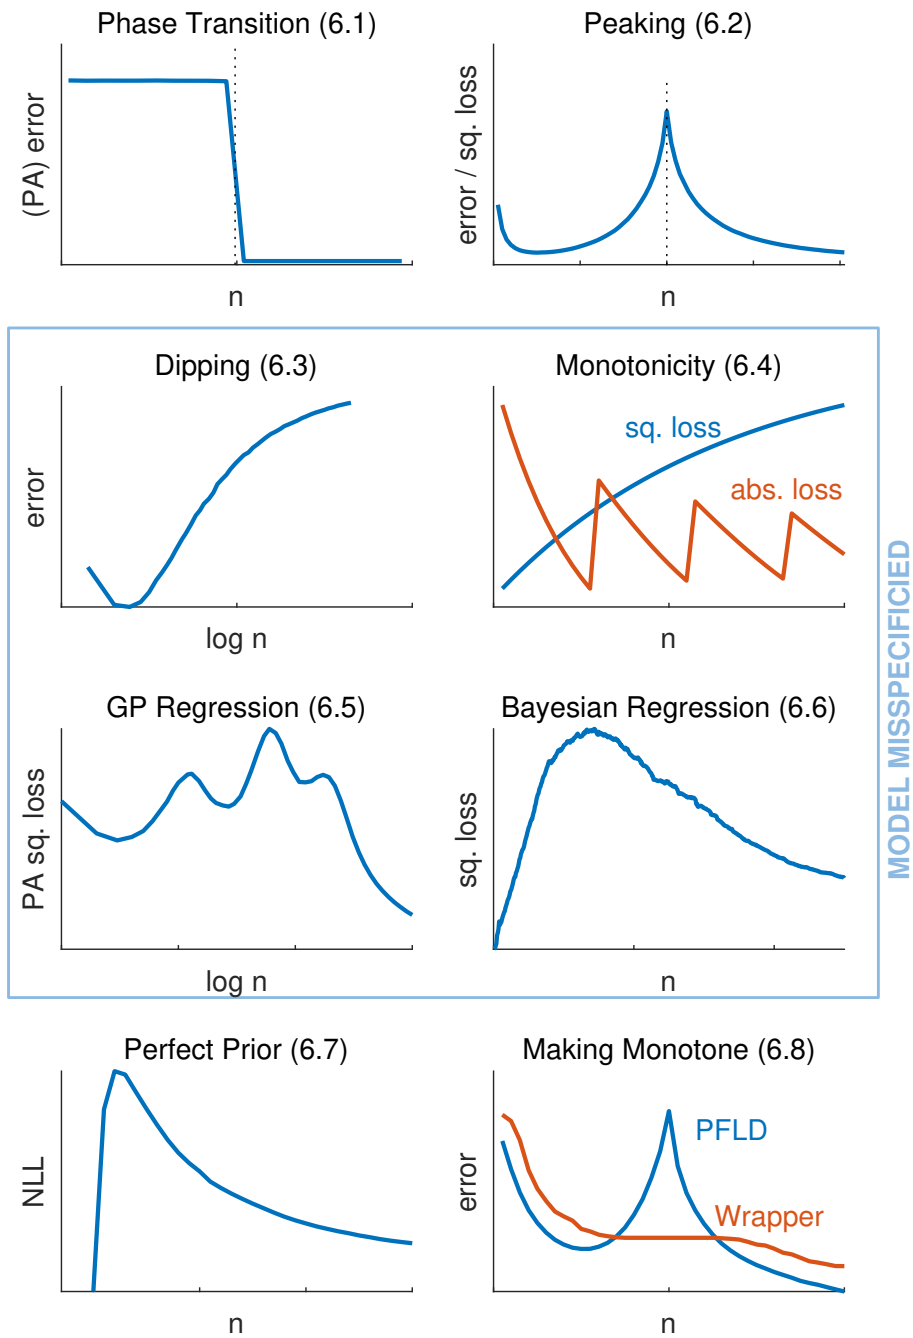 Phase Transition (6.1)
(PA) error
n
Peaking (6.2)
error / sq. loss
n
Dipping (6.3)
error
log n
Monotonicity (6.4)
sq. loss
abs. loss
n
GP Regression (6.5)
PA sq. loss
log n
Bayesian Regression (6.6)
sq. loss
n
MODEL MISSPECIFICIED
Perfect Prior (6.7)
NLL
n
Making Monotone (6.8)
error
PFLD
Wrapper
n